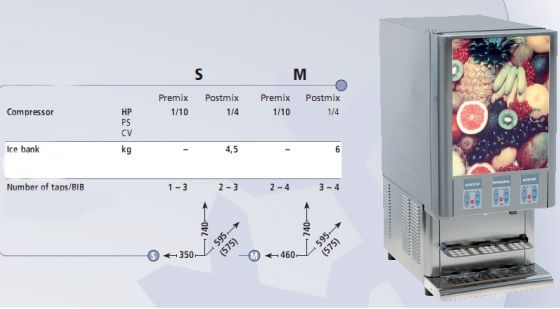 S M
Premix Postmix Premix Postmix
Compressor HP 1/10 1/4 1/10 1/4
PS
CV
Ice bank kg – 4,5 – 6
Number of taps/BIB 1 – 3 2 – 3 2 – 4 3 – 4
740 595 (575) 740 595 (575)
S 350 M 460